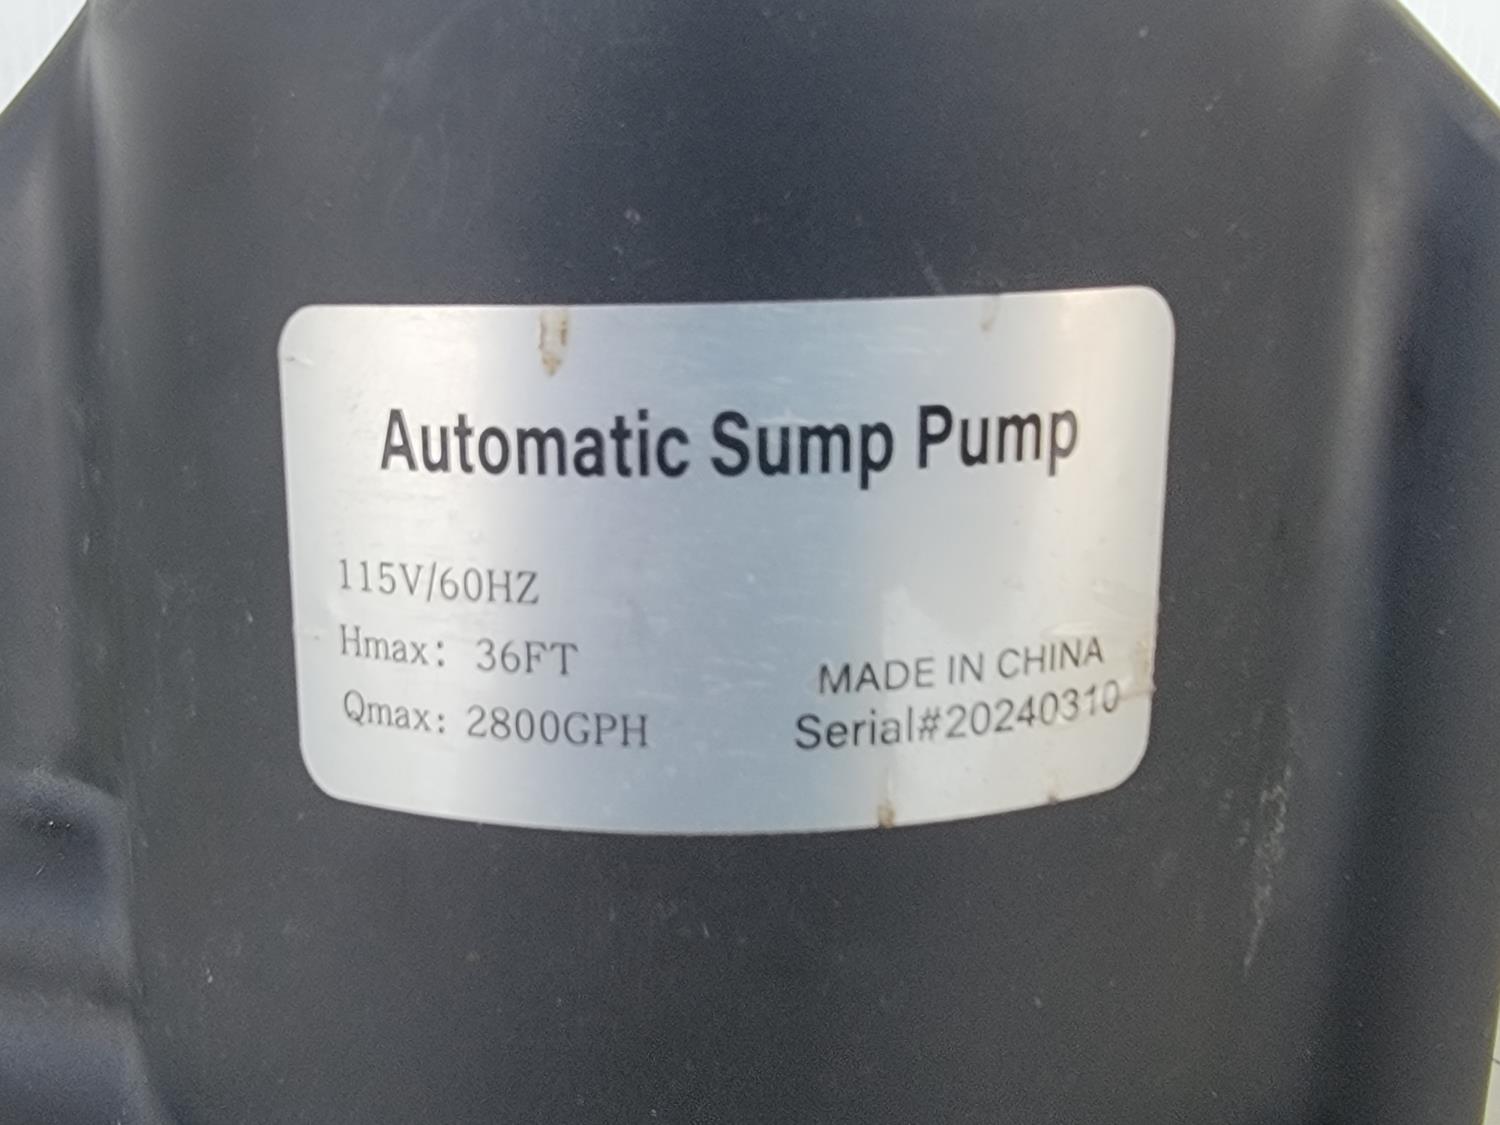 Automatic Sump Pump
115V/60HZ
Hmax: 36FT
Qmax: 2800GPH
MADE IN CHINA
Serial#20240310